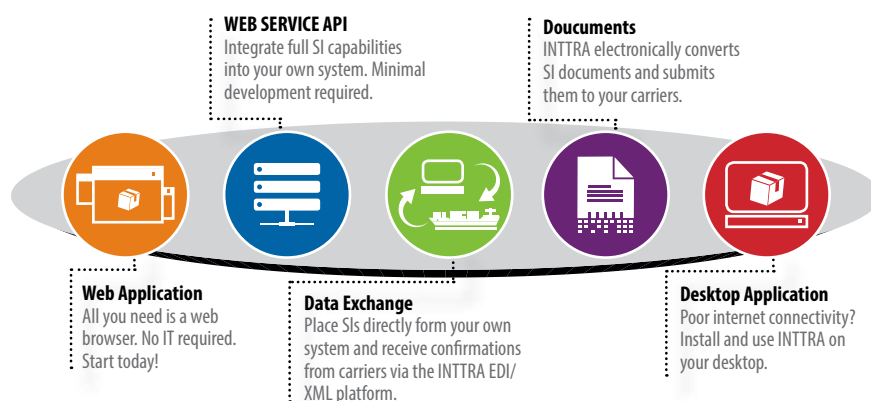 WEB SERVICE API
Integrate full SI capabilities
into your own system. Minimal
development required.
Doucuments
INTTRA electronically converts
SI documents and submits
them to your carriers.
Web Application
All you need is a web
browser. No IT required.
Start today!
Data Exchange
Place SIs directly form your own
system and receive confirmations
from carriers via the INTTRA EDI/
XML platform.
Desktop Application
Poor internet connectivity?
Install and use INTTRA on
your desktop.